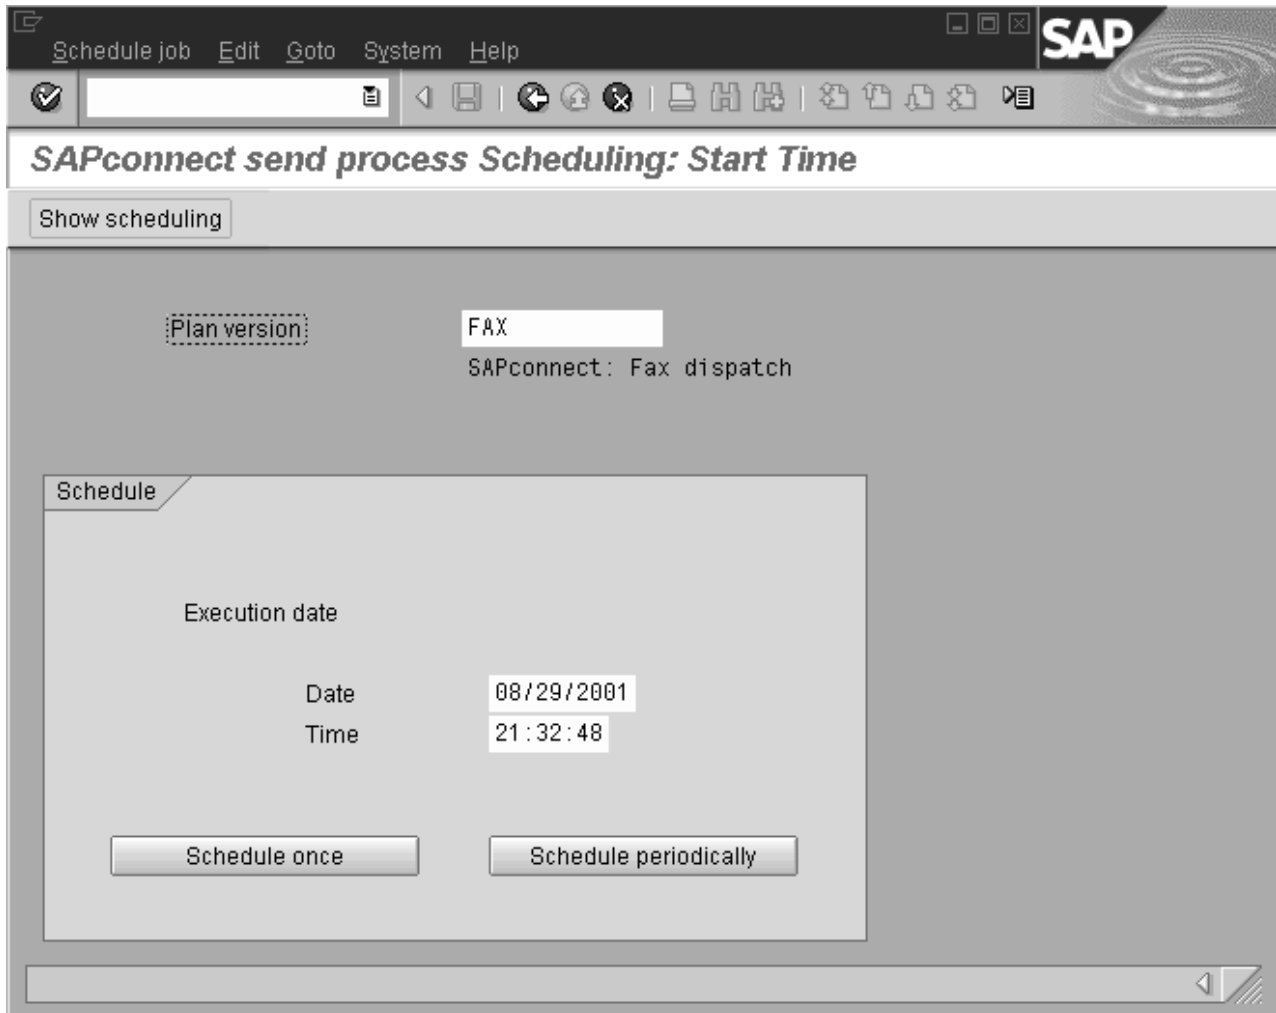 Schedule job Edit Goto System Help
SAP
SAPconnect send process Scheduling: Start Time
Show scheduling
Plan version FAX
SAPconnect: Fax dispatch
Schedule
Execution date
Date 08/29/2001
Time 21:32:48
Schedule once Schedule periodically